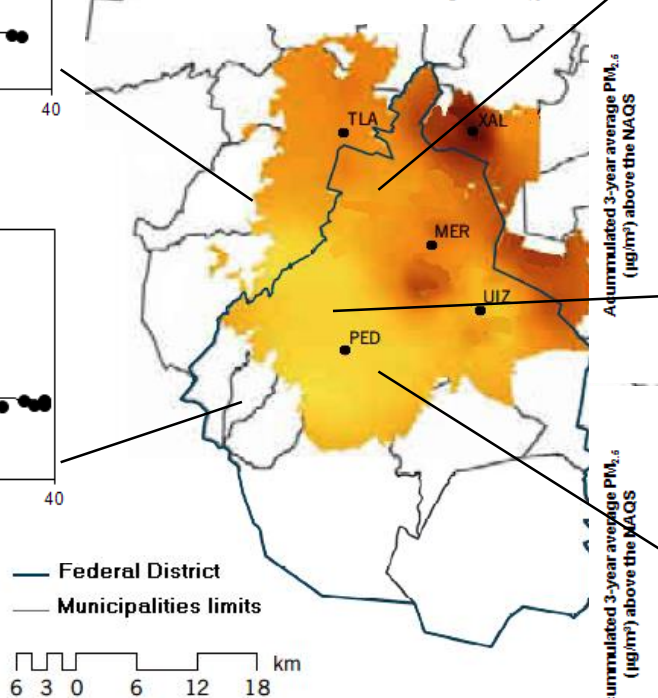 40
TLA
XAL
MER
UIZ
PED
40
Federal District
Municipalities limits
km
6 3 0 6 12 18
Accummulated 3-year average PM2.5
(µg/m³) above the NAQS
ummulated 3-year average PM2.5
(µg/m³) above the NAQS